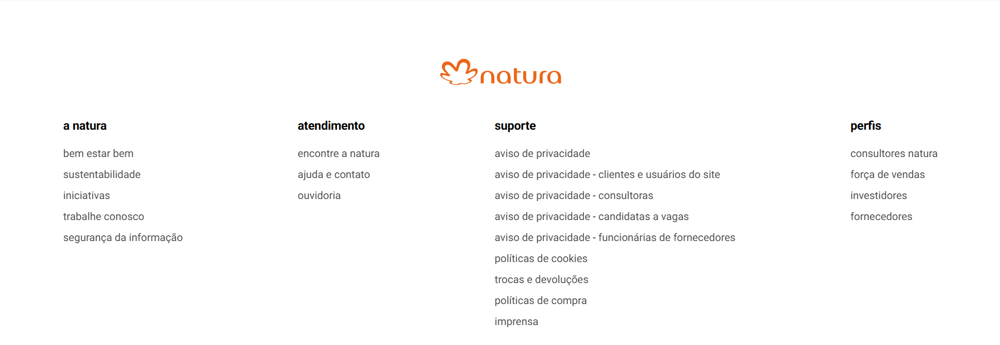 natura
a natura
bem estar bem
sustentabilidade
iniciativas
trabalhe conosco
segurança da informação
atendimento
encontre a natura
ajuda e contato
ouvidoria
suporte
aviso de privacidade
aviso de privacidade - clientes e usuários do site
aviso de privacidade - consultoras
aviso de privacidade - candidatas a vagas
aviso de privacidade - funcionárias de fornecedores
políticas de cookies
trocas e devoluções
políticas de compra
imprensa
perfis
consultores natura
força de vendas
investidores
fornecedores